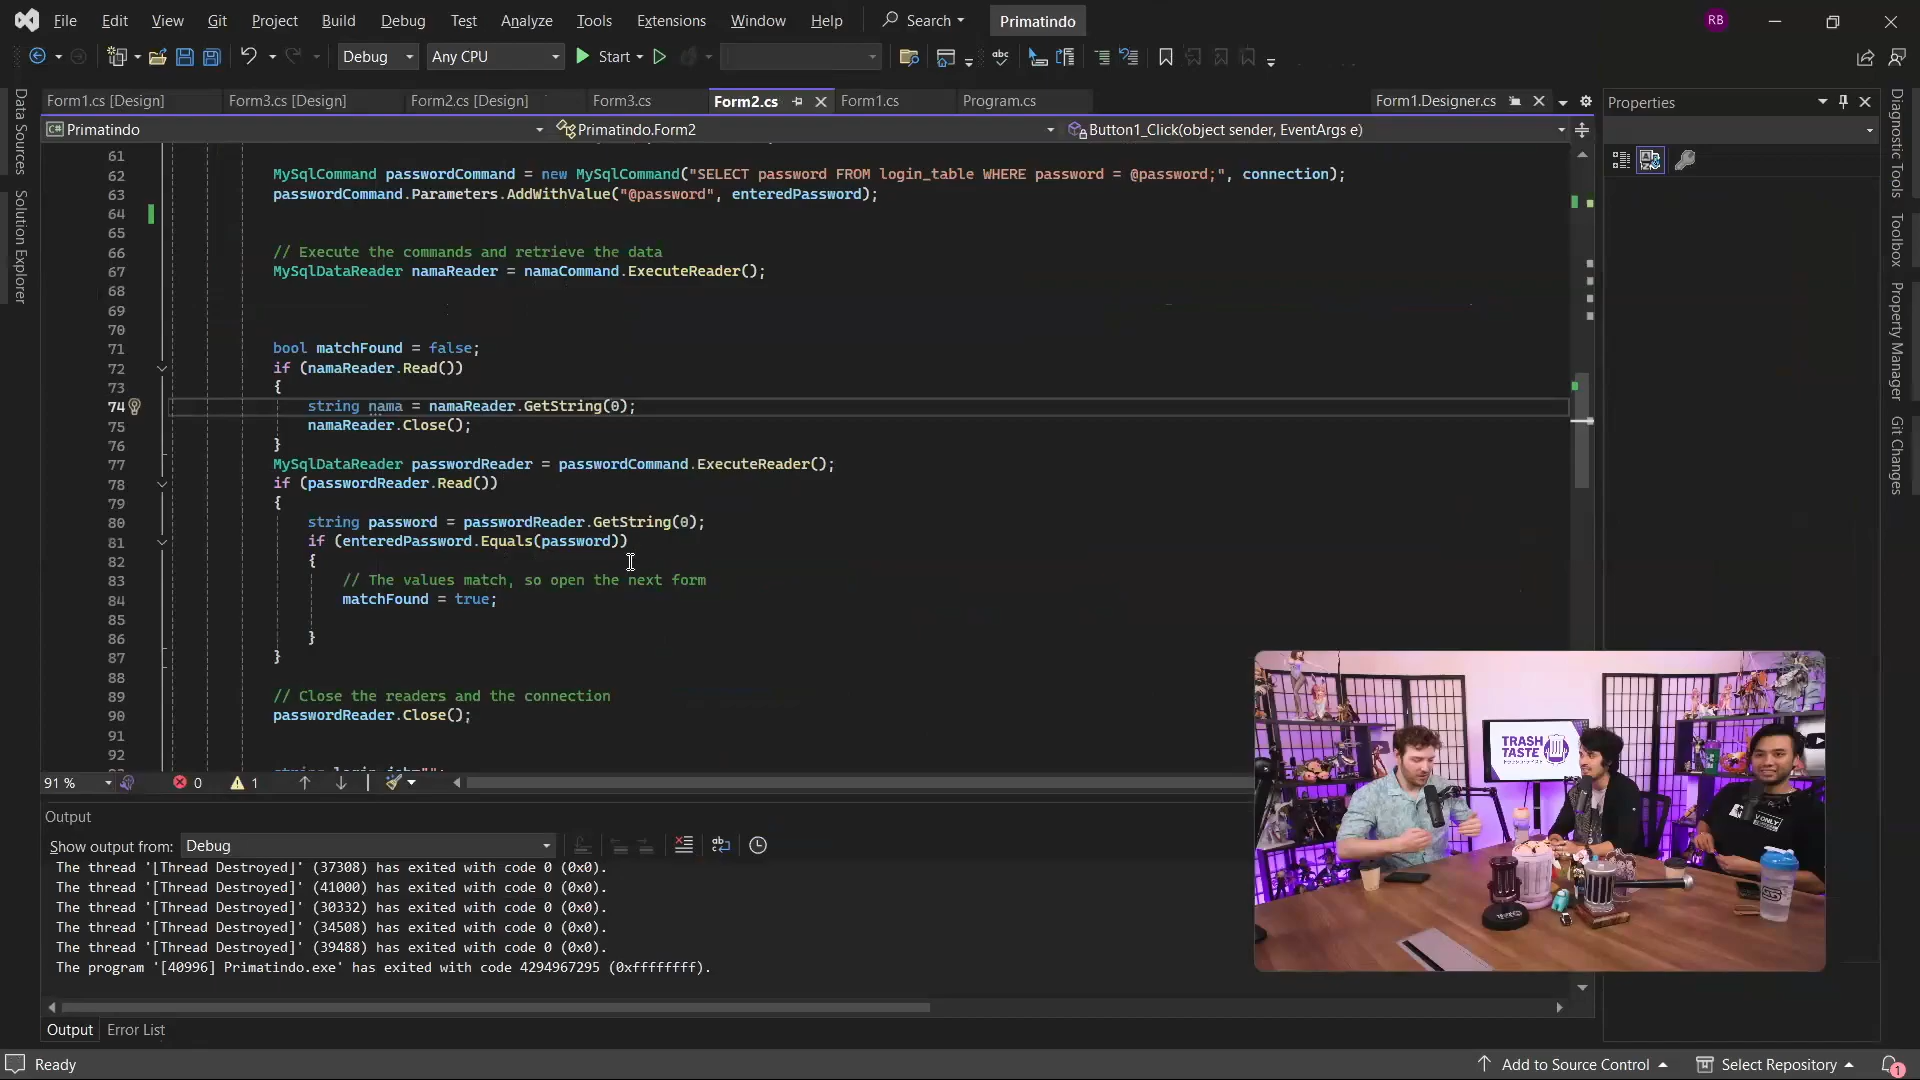 File Edit View Git Project Build Debug Test Analyze Tools Extensions Window Help Search Primatindo RB
Debug Any CPU Start
Form1.cs [Design] Form3.cs [Design] Form2.cs [Design] Form3.cs Form2.cs Form1.cs Program.cs Form1.Designer.cs
Properties
C# Primatindo Primatindo.Form2 Button1_Click(object sender, EventArgs e)
Data Sources
Solution Explorer
61
62 MySqlCommand passwordCommand = new MySqlCommand("SELECT password FROM login_table WHERE password = @password;", connection);
63 passwordCommand.Parameters.AddWithValue("@password", enteredPassword);
64
65
66 // Execute the commands and retrieve the data
67 MySqlDataReader namaReader = namaCommand.ExecuteReader();
68
69
70
71 bool matchFound = false;
72 if (namaReader.Read())
73 {
74 string nama = namaReader.GetString(0);
75 namaReader.Close();
76 }
77 MySqlDataReader passwordReader = passwordCommand.ExecuteReader();
78 if (passwordReader.Read())
79 {
80 string password = passwordReader.GetString(0);
81 if (enteredPassword.Equals(password))
82 {
83 // The values match, so open the next form
84 matchFound = true;
85
86 }
87 }
88
89 // Close the readers and the connection
90 passwordReader.Close();
91
92
91 % 0 1
Output
Show output from: Debug
The thread '[Thread Destroyed]' (37308) has exited with code 0 (0x0).
The thread '[Thread Destroyed]' (41000) has exited with code 0 (0x0).
The thread '[Thread Destroyed]' (30332) has exited with code 0 (0x0).
The thread '[Thread Destroyed]' (34508) has exited with code 0 (0x0).
The thread '[Thread Destroyed]' (39488) has exited with code 0 (0x0).
The program '[40996] Primatindo.exe' has exited with code 4294967295 (0xffffffff).
Output Error List
Ready Add to Source Control Select Repository 1
Diagnostic Tools
Toolbox
Property Manager
Git Changes
TRASH
TASTE
V ONLY